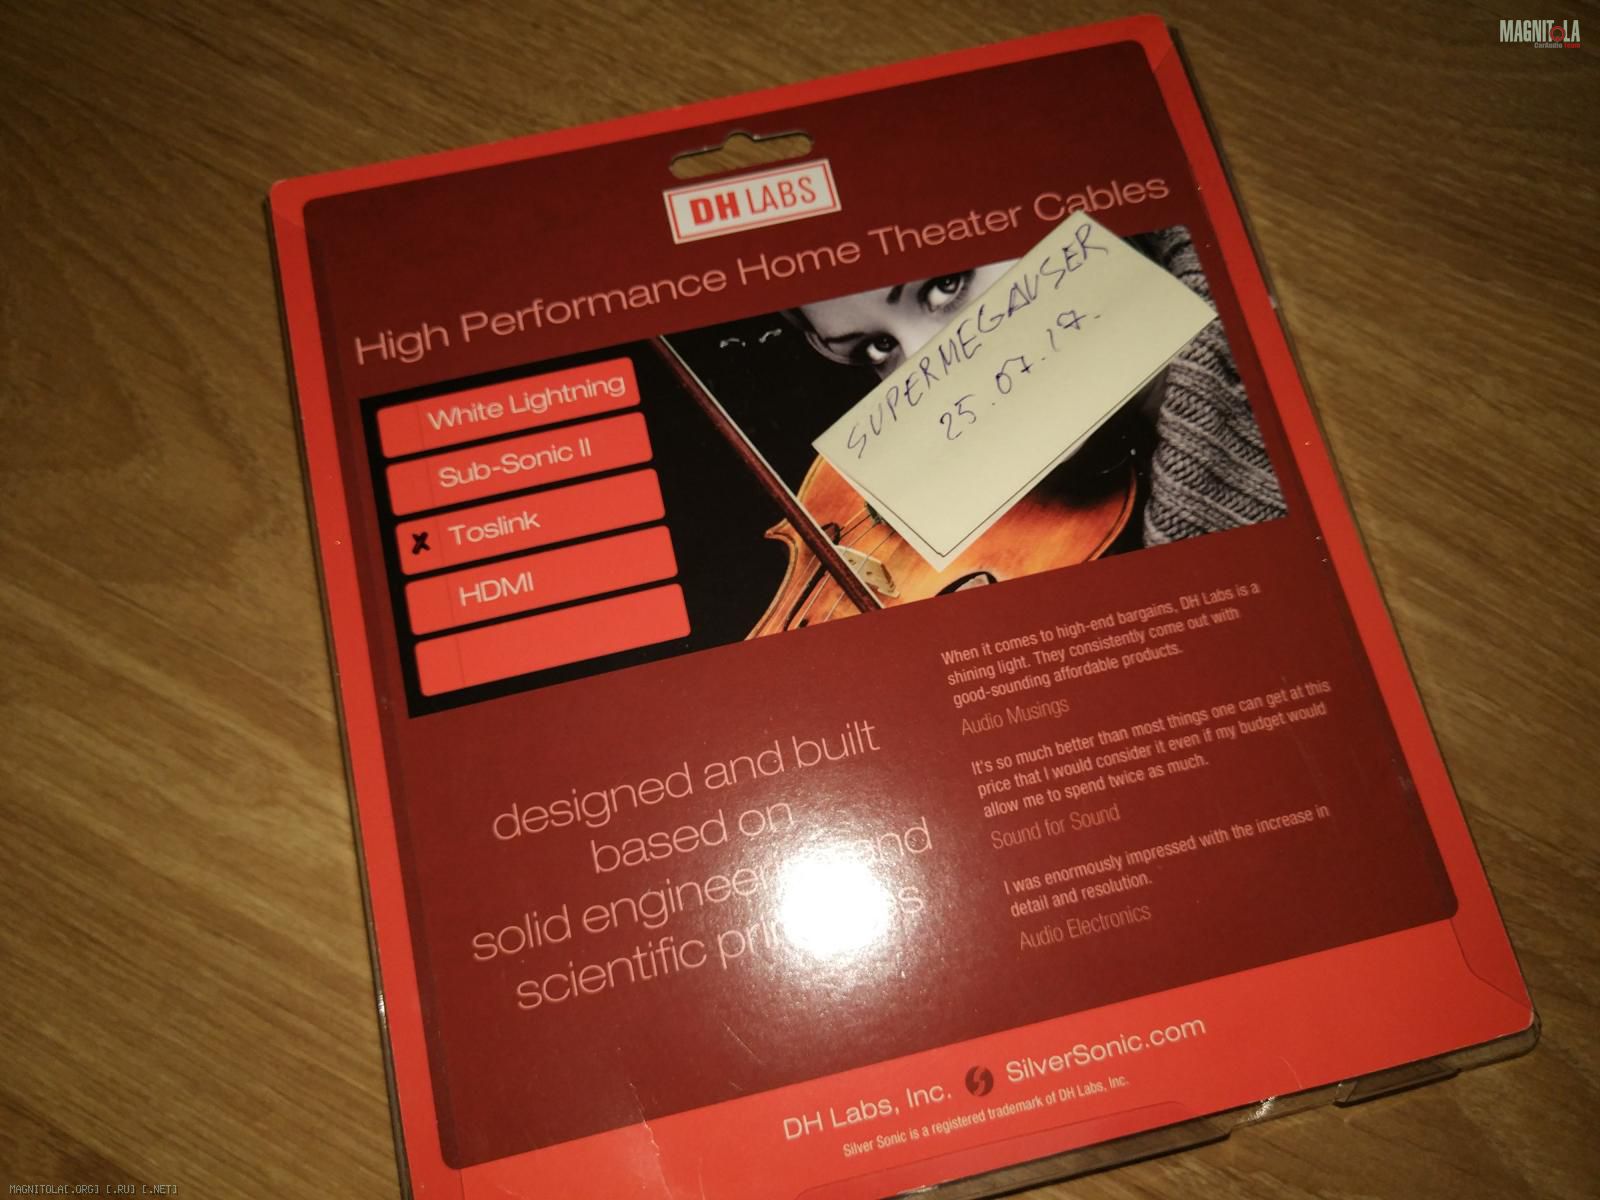 MAGNITOLA
CarAudio team
DH LABS
High Performance Home Theater Cables
SUPERMEGAUSER
25.07.17.
White Lightning
Sub-Sonic II
X Toslink
HDMI
When it comes to high-end bargains, DH Labs is a
shining light. They consistently come out with
good-sounding affordable products.
Audio Musings
It's so much better than most things one can get at this
price that I would consider it even if my budget would
allow me to spend twice as much.
Sound for Sound
I was enormously impressed with the increase in
detail and resolution.
Audio Electronics
designed and built
based on
solid engineering and
scientific principles
DH Labs, Inc. SilverSonic.com
Silver Sonic is a registered trademark of DH Labs, Inc.
MAGNITOLA[.ORG] [.RU] [.NET]